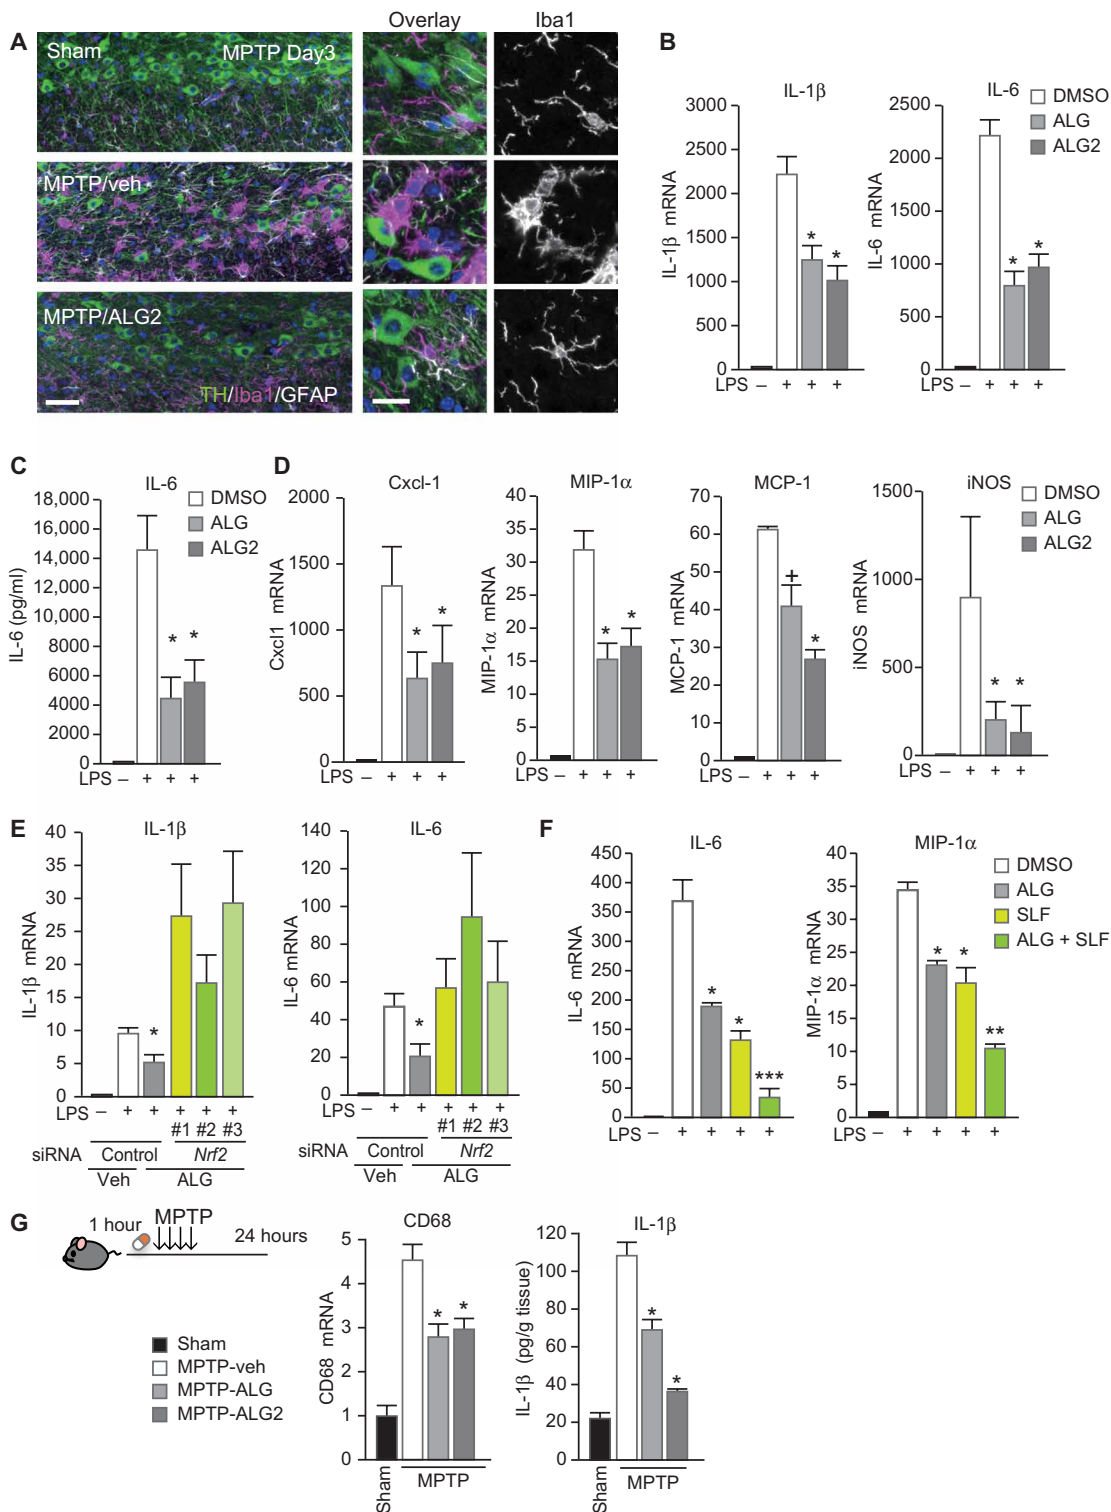 A
Overlay
Iba1
Sham
MPTP Day3
MPTP/veh
MPTP/ALG2
TH/Iba1/GFAP
B
IL-1β
IL-1β mRNA
3000
2500
2000
1500
1000
500
0
LPS – + + +
IL-6
IL-6 mRNA
2500
2000
1500
1000
500
0
LPS – + + +
* *
* *
DMSO
ALG
ALG2
C
IL-6
IL-6 (pg/ml)
18,000
16,000
14,000
12,000
10,000
8000
6000
4000
2000
0
* *
LPS – + + +
DMSO
ALG
ALG2
D
Cxcl-1
Cxcl1 mRNA
2000
1500
1000
500
0
* *
LPS – + + +
MIP-1α
MIP-1α mRNA
40
35
30
25
20
15
10
5
0
* *
LPS – + + +
MCP-1
MCP-1 mRNA
70
60
50
40
30
20
10
0
+ *
LPS – + + +
iNOS
iNOS mRNA
1500
1000
500
0
* *
LPS – + + +
DMSO
ALG
ALG2
E
IL-1β
IL-1β mRNA
40
35
30
25
20
15
10
5
0
*
LPS – + + + + +
#1 #2 #3
siRNA Control Nrf2
Veh ALG
IL-6
IL-6 mRNA
140
120
100
80
60
40
20
0
*
LPS – + + + + +
#1 #2 #3
siRNA Control Nrf2
Veh ALG
F
IL-6
IL-6 mRNA
450
400
350
300
250
200
150
100
50
0
* * ***
LPS – + + + +
MIP-1α
MIP-1α mRNA
40
35
30
25
20
15
10
5
0
* * **
LPS – + + + +
DMSO
ALG
SLF
ALG + SLF
G
1 hour
MPTP
24 hours
Sham
MPTP-veh
MPTP-ALG
MPTP-ALG2
CD68
CD68 mRNA
5
4
3
2
1
0
* *
Sham
MPTP
IL-1β
IL-1β (pg/g tissue)
120
100
80
60
40
20
0
* *
Sham
MPTP